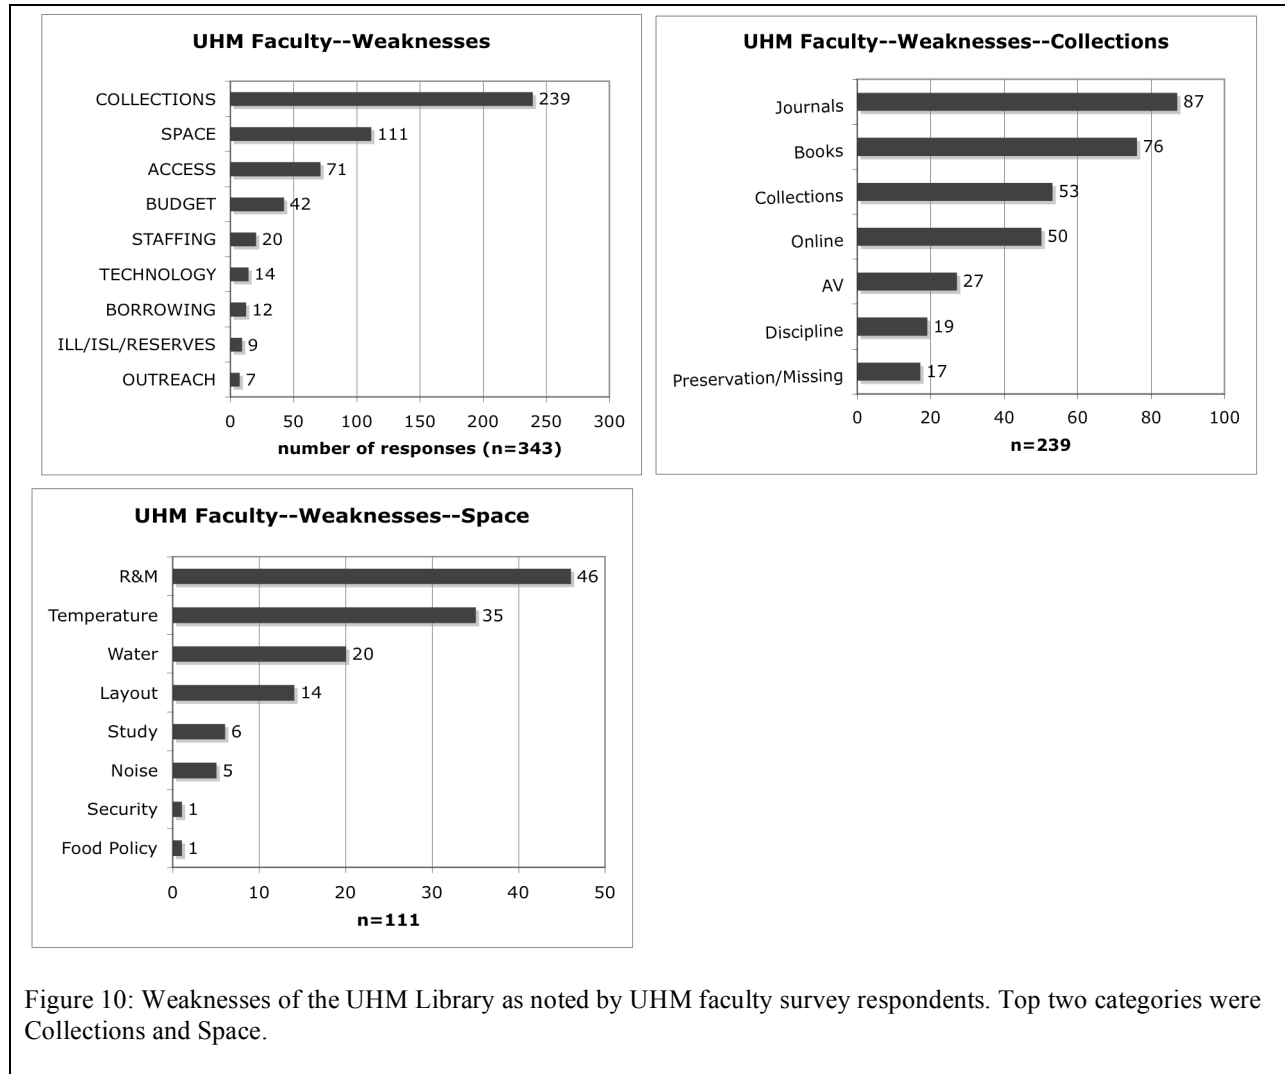 UHM Faculty--Weaknesses
COLLECTIONS 239
SPACE 111
ACCESS 71
BUDGET 42
STAFFING 20
TECHNOLOGY 14
BORROWING 12
ILL/ISL/RESERVES 9
OUTREACH 7
0 50 100 150 200 250 300
number of responses (n=343)
UHM Faculty--Weaknesses--Collections
Journals 87
Books 76
Collections 53
Online 50
AV 27
Discipline 19
Preservation/Missing 17
0 20 40 60 80 100
n=239
UHM Faculty--Weaknesses--Space
R&M 46
Temperature 35
Water 20
Layout 14
Study 6
Noise 5
Security 1
Food Policy 1
0 10 20 30 40 50
n=111
Figure 10: Weaknesses of the UHM Library as noted by UHM faculty survey respondents. Top two categories were
Collections and Space.